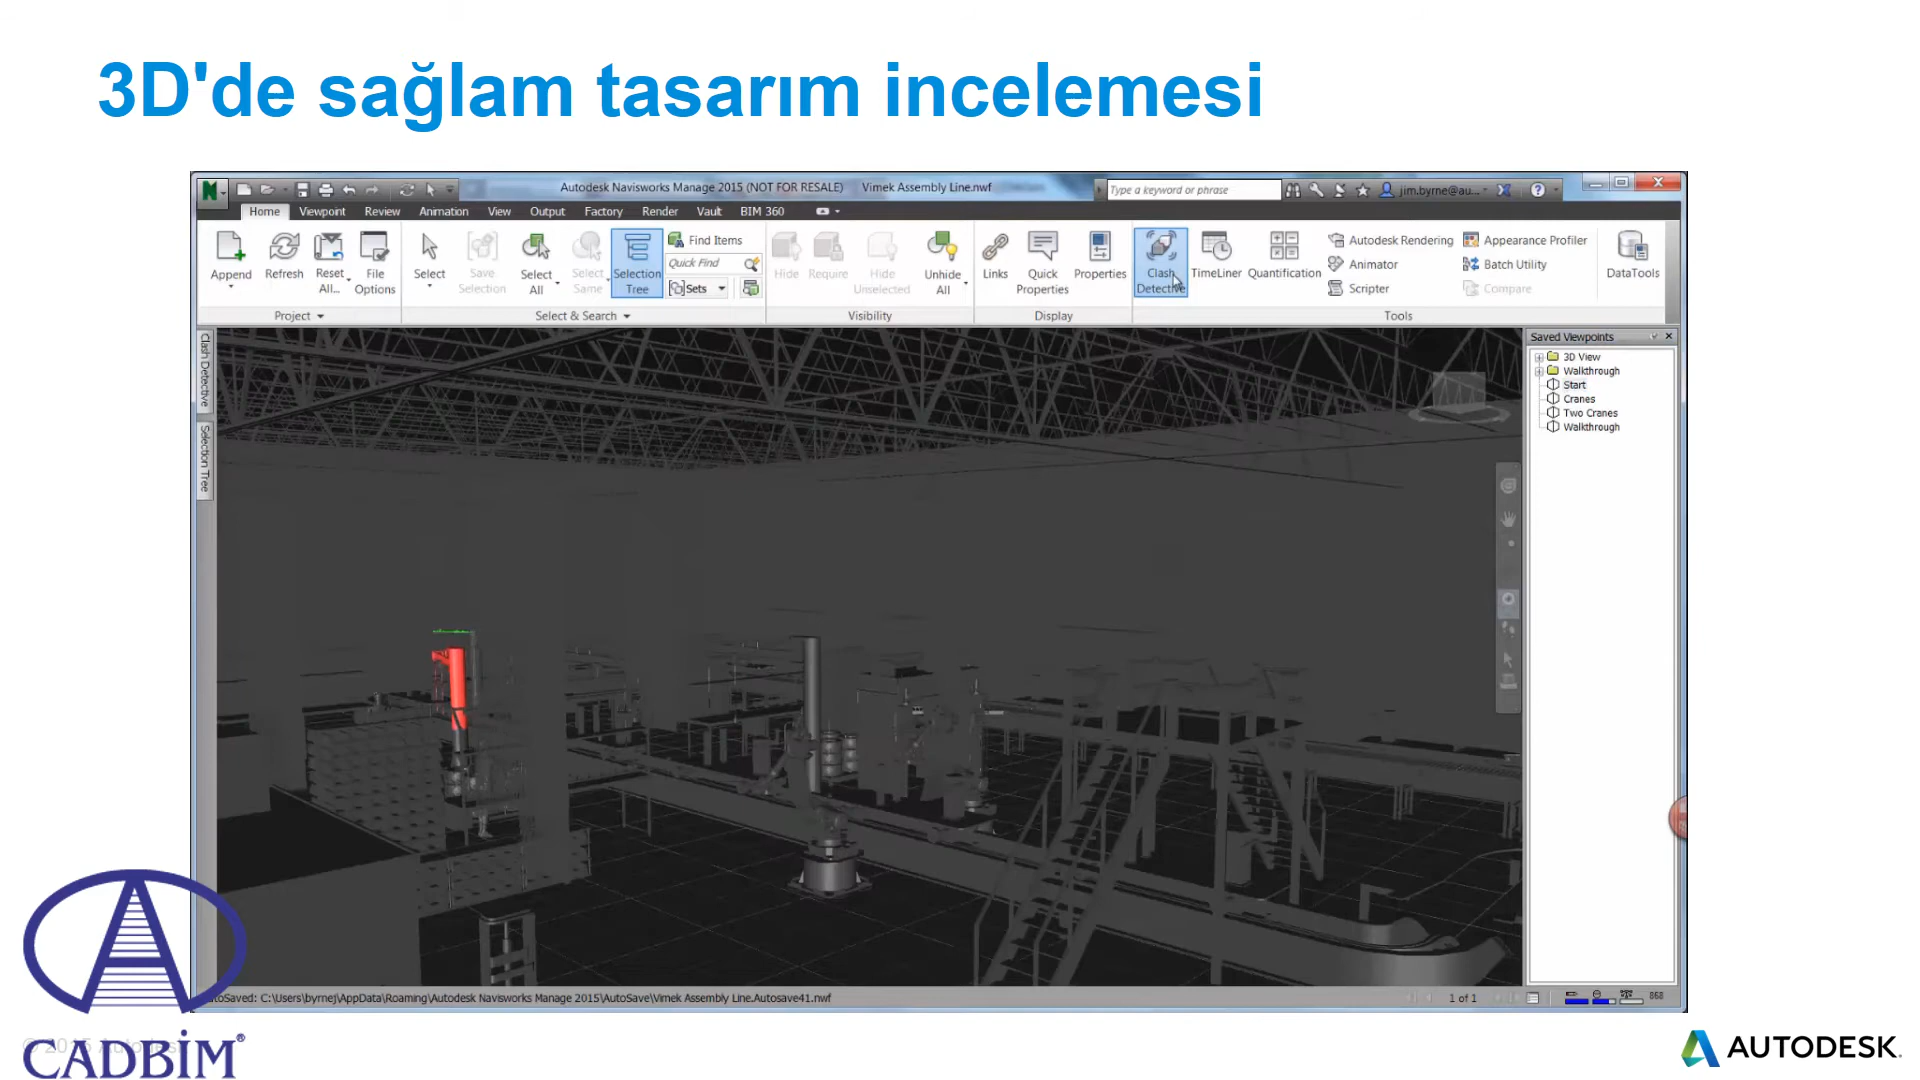 3D'de sağlam tasarım incelemesi
Autodesk Navisworks Manage 2015 (NOT FOR RESALE) Vimek Assembly Line.nwf
Type a keyword or phrase
jim.byrne@au...
Home Viewpoint Review Animation View Output Factory Render Vault BIM 360
Append
Refresh
Reset All...
File Options
Select
Save Selection
Select All
Select Same
Selection Tree
Find Items
Quick Find
Sets
Hide
Require
Hide Unselected
Unhide All
Links
Quick Properties
Properties
Clash Detective
TimeLiner
Quantification
Autodesk Rendering
Animator
Scripter
Appearance Profiler
Batch Utility
Compare
DataTools
Project
Select & Search
Visibility
Display
Tools
Clash Detective
Selection Tree
Saved Viewpoints
3D View
Walkthrough
Start
Cranes
Two Cranes
Walkthrough
toSaved: C:\Users\byrnej\AppData\Roaming\Autodesk Navisworks Manage 2015\AutoSave\Vimek Assembly Line.Autosave41.nwf
1 of 1
868
CADBİM®
AUTODESK.